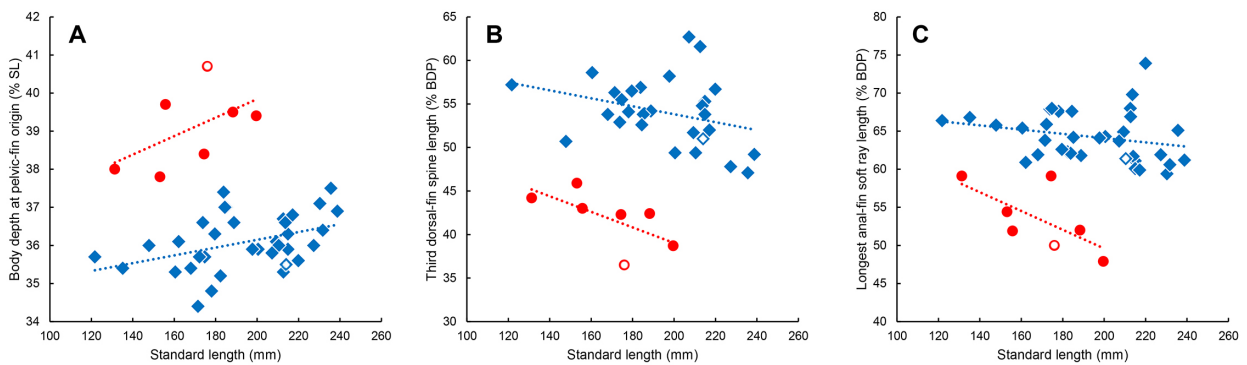 A
Body depth at pelvic-fin origin (% SL)
42
41
40
39
38
37
36
35
34
100 120 140 160 180 200 220 240 260
Standard length (mm)
B
Third dorsal-fin spine length (% BDP)
65
60
55
50
45
40
35
30
100 120 140 160 180 200 220 240 260
Standard length (mm)
C
Longest anal-fin soft ray length (% BDP)
80
75
70
65
60
55
50
45
40
100 120 140 160 180 200 220 240 260
Standard length (mm)